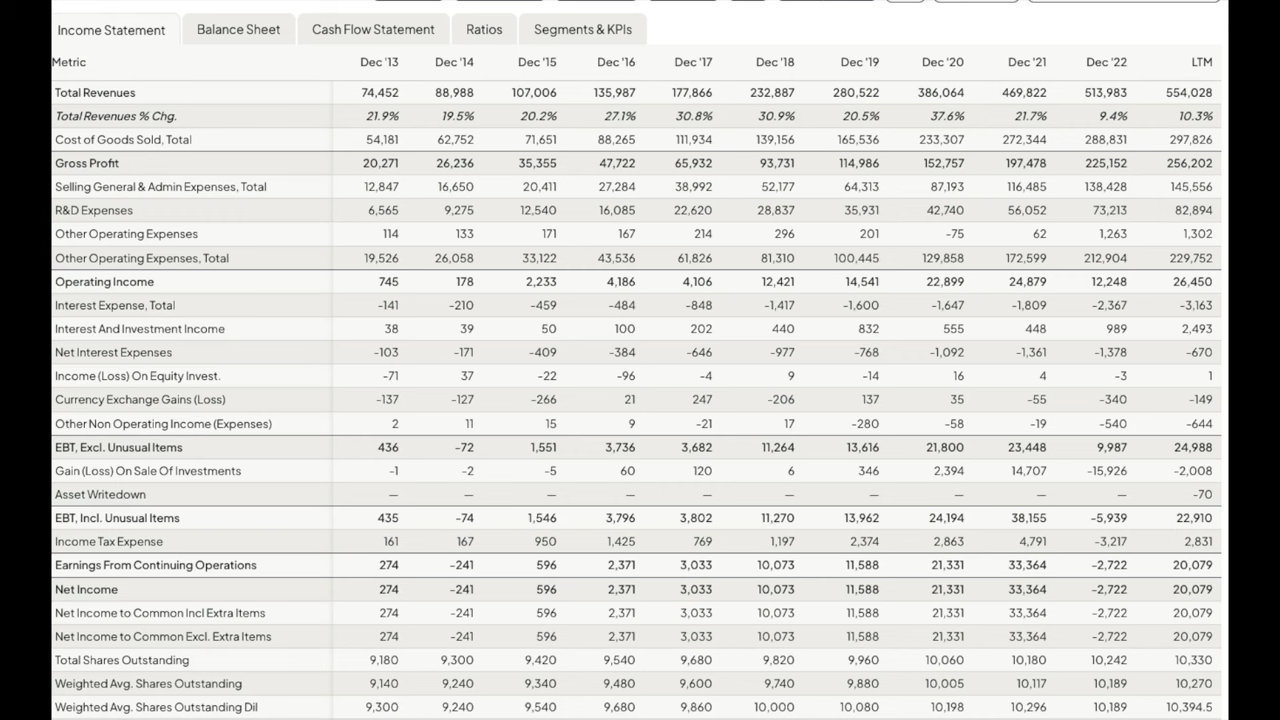 Income Statement Balance Sheet Cash Flow Statement Ratios Segments & KPIs
Metric Dec '13 Dec '14 Dec '15 Dec '16 Dec '17 Dec '18 Dec '19 Dec '20 Dec '21 Dec '22 LTM
Total Revenues 74,452 88,988 107,006 135,987 177,866 232,887 280,522 386,064 469,822 513,983 554,028
Total Revenues % Chg. 21.9% 19.5% 20.2% 27.1% 30.8% 30.9% 20.5% 37.6% 21.7% 9.4% 10.3%
Cost of Goods Sold, Total 54,181 62,752 71,651 88,265 111,934 139,156 165,536 233,307 272,344 288,831 297,826
Gross Profit 20,271 26,236 35,355 47,722 65,932 93,731 114,986 152,757 197,478 225,152 256,202
Selling General & Admin Expenses, Total 12,847 16,650 20,411 27,284 38,992 52,177 64,313 87,193 116,485 138,428 145,556
R&D Expenses 6,565 9,275 12,540 16,085 22,620 28,837 35,931 42,740 56,052 73,213 82,894
Other Operating Expenses 114 133 171 167 214 296 201 -75 62 1,263 1,302
Other Operating Expenses, Total 19,526 26,058 33,122 43,536 61,826 81,310 100,445 129,858 172,599 212,904 229,752
Operating Income 745 178 2,233 4,186 4,106 12,421 14,541 22,899 24,879 12,248 26,450
Interest Expense, Total -141 -210 -459 -484 -848 -1,417 -1,600 -1,647 -1,809 -2,367 -3,163
Interest And Investment Income 38 39 50 100 202 440 832 555 448 989 2,493
Net Interest Expenses -103 -171 -409 -384 -646 -977 -768 -1,092 -1,361 -1,378 -670
Income (Loss) On Equity Invest. -71 37 -22 -96 -4 9 -14 16 4 -3 1
Currency Exchange Gains (Loss) -137 -127 -266 21 247 -206 137 35 -55 -340 -149
Other Non Operating Income (Expenses) 2 11 15 9 -21 17 -280 -58 -19 -540 -644
EBT, Excl. Unusual Items 436 -72 1,551 3,736 3,682 11,264 13,616 21,800 23,448 9,987 24,988
Gain (Loss) On Sale Of Investments -1 -2 -5 60 120 6 346 2,394 14,707 -15,926 -2,008
Asset Writedown — — — — — — — — — — -70
EBT, Incl. Unusual Items 435 -74 1,546 3,796 3,802 11,270 13,962 24,194 38,155 -5,939 22,910
Income Tax Expense 161 167 950 1,425 769 1,197 2,374 2,863 4,791 -3,217 2,831
Earnings From Continuing Operations 274 -241 596 2,371 3,033 10,073 11,588 21,331 33,364 -2,722 20,079
Net Income 274 -241 596 2,371 3,033 10,073 11,588 21,331 33,364 -2,722 20,079
Net Income to Common Incl Extra Items 274 -241 596 2,371 3,033 10,073 11,588 21,331 33,364 -2,722 20,079
Net Income to Common Excl. Extra Items 274 -241 596 2,371 3,033 10,073 11,588 21,331 33,364 -2,722 20,079
Total Shares Outstanding 9,180 9,300 9,420 9,540 9,680 9,820 9,960 10,060 10,180 10,242 10,330
Weighted Avg. Shares Outstanding 9,140 9,240 9,340 9,480 9,600 9,740 9,880 10,005 10,117 10,189 10,270
Weighted Avg. Shares Outstanding Dil 9,300 9,240 9,540 9,680 9,860 10,000 10,080 10,198 10,296 10,189 10,394.5